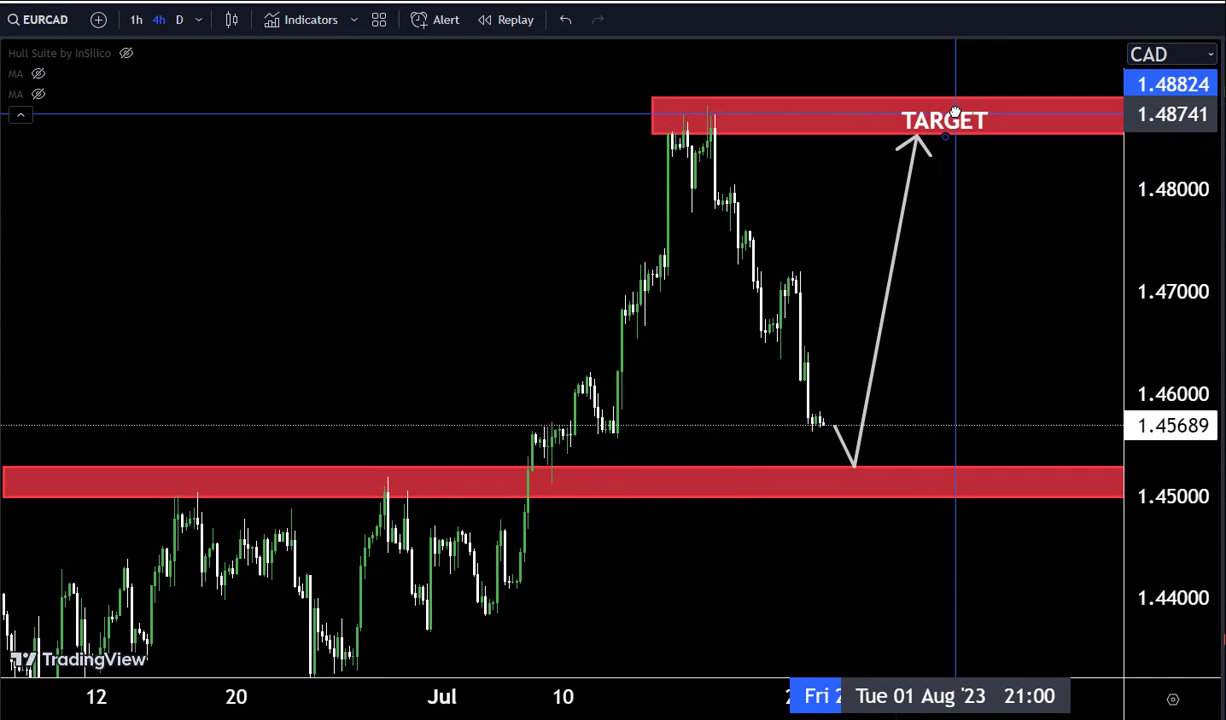 EURCAD 1h 4h D Indicators Alert Replay
Hull Suite by InSilico
MA
MA
CAD
1.48824
1.48741
TARGET
1.48000
1.47000
1.46000
1.45689
1.45000
1.44000
TradingView
12 20 Jul 10 Fri Tue 01 Aug '23 21:00